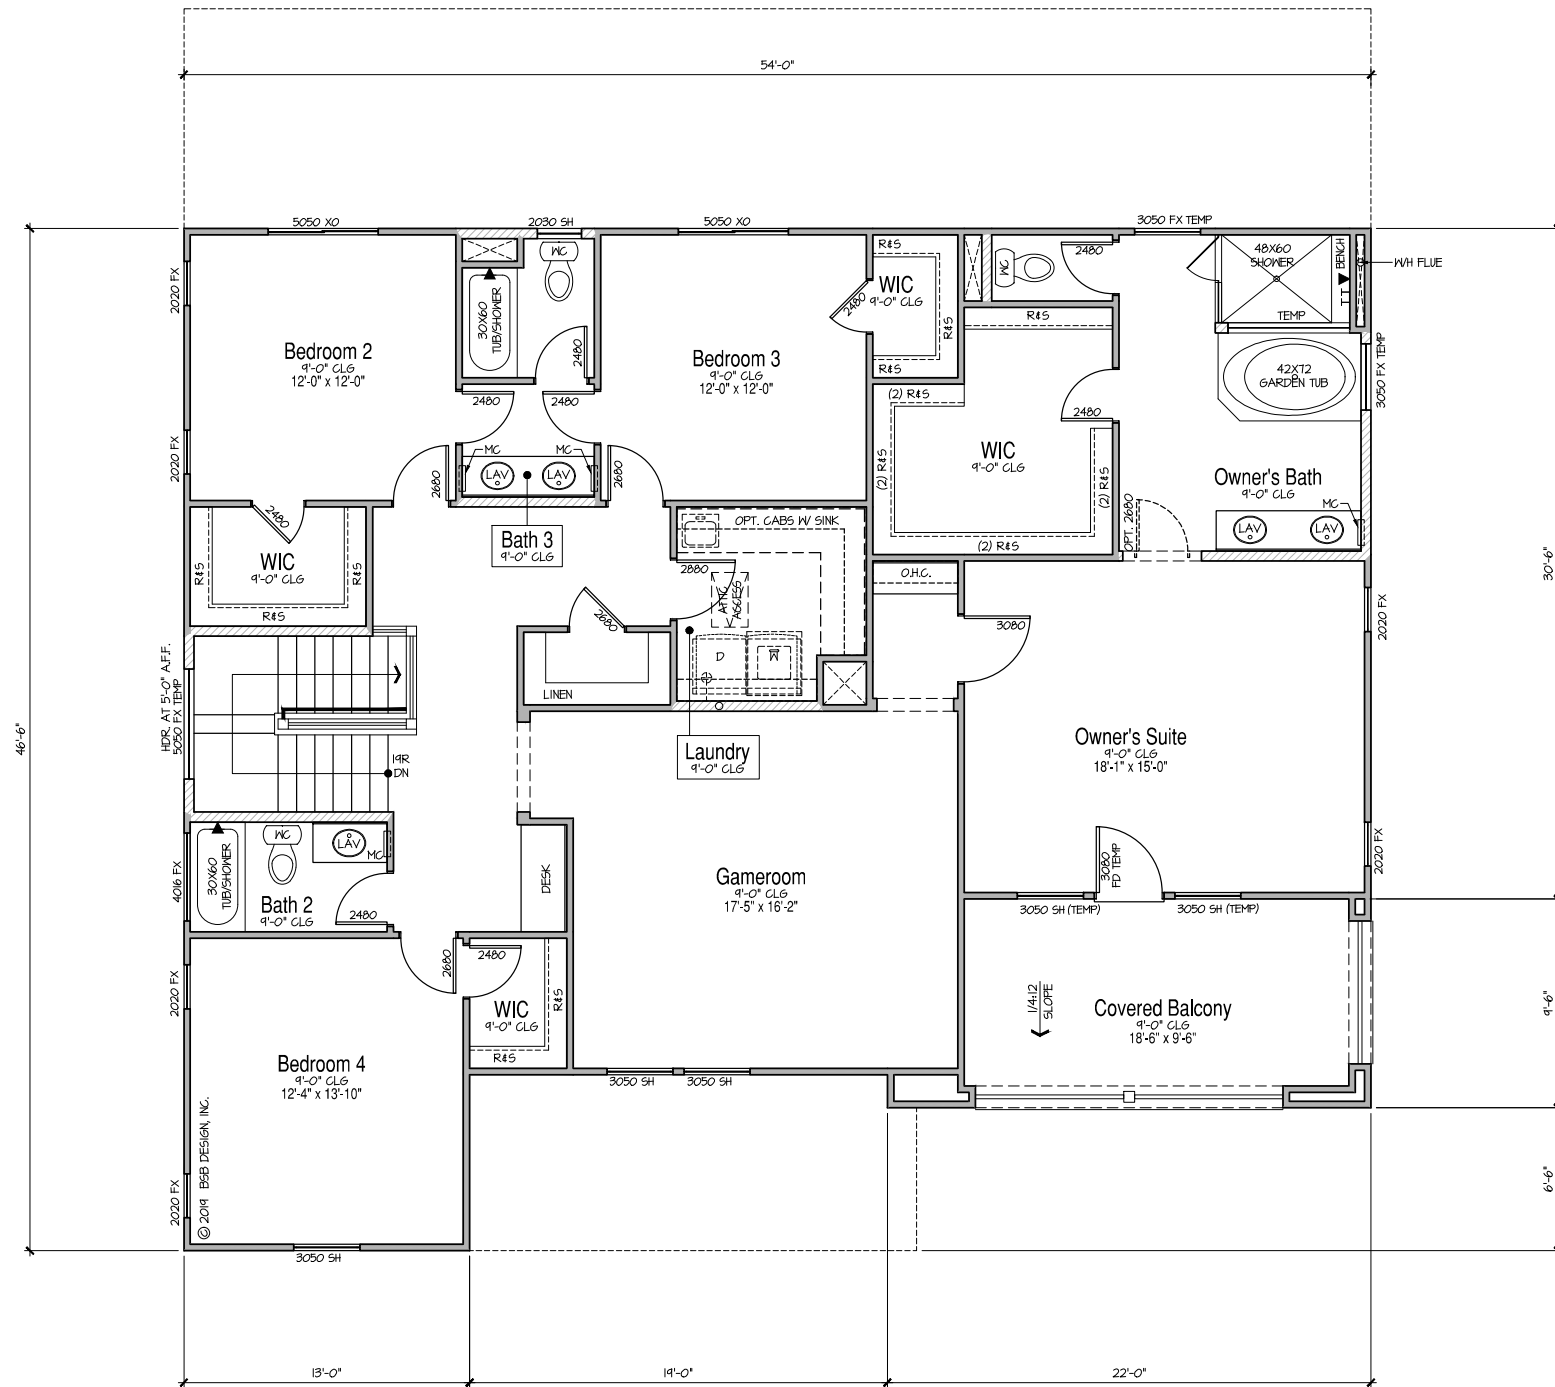 54'-0"
5050 XO
2030 SH
5050 XO
3050 FX TEMP
2020 FX
WC
30X60
TUB/SHOWER
2480
R&S
WIC
9'-0" CLG
2480
R&S
R&S
WC
2480
48X60
SHOWER
BENCH
TT
W/H FLUE
TEMP
Bedroom 2
9'-0" CLG
12'-0" x 12'-0"
Bedroom 3
9'-0" CLG
12'-0" x 12'-0"
R&S
42X72
GARDEN TUB
3050 FX TEMP
2480
2480
(2) R&S
2480
2020 FX
MC
MC
LAV
LAV
2680
2680
(2) R&S
WIC
9'-0" CLG
(2) R&S
(2) R&S
Owner's Bath
9'-0" CLG
MC
LAV
LAV
OPT. 2680
2480
WIC
9'-0" CLG
R&S
R&S
R&S
Bath 3
9'-0" CLG
OPT. CABS W/ SINK
2880
ATTIC
ACCESS
O.H.C.
30'-6"
2680
LINEN
D
W
3080
2020 FX
HDR. AT 5'-0" A.F.F.
5050 FX TEMP
46'-6"
19R
DN
Laundry
9'-0" CLG
Owner's Suite
9'-0" CLG
18'-1" x 15'-0"
4016 FX
30X60
TUB/SHOWER
WC
LAV
MC
Bath 2
9'-0" CLG
2480
DESK
Gameroom
9'-0" CLG
17'-5" x 16'-2"
3080
FD TEMP
2020 FX
3050 SH (TEMP)
3050 SH (TEMP)
2020 FX
2680
2480
WIC
9'-0" CLG
R&S
R&S
1/4:12
SLOPE
Covered Balcony
9'-0" CLG
18'-6" x 9'-6"
9'-6"
Bedroom 4
9'-0" CLG
12'-4" x 13'-10"
3050 SH
3050 SH
© 2019 BSB DESIGN, INC.
2020 FX
3050 SH
6'-6"
13'-0"
19'-0"
22'-0"